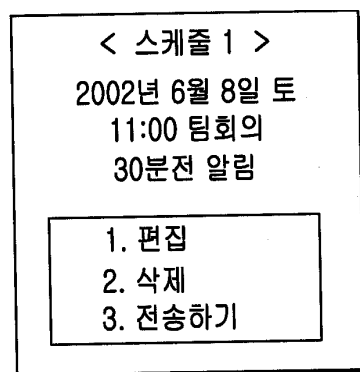 < 스케줄 1 >
2002년 6월 8일 토
11:00 팀회의
30분전 알림
1. 편집
2. 삭제
3. 전송하기